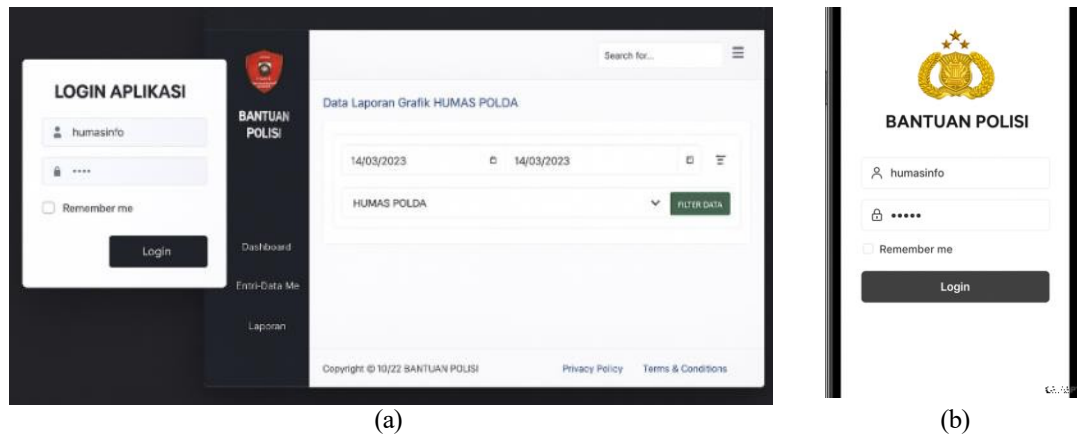 LOGIN APLIKASI
humasinfo
Remember me
Login
BANTUAN
POLISI
Dashboard
Entri-Data Me
Laporan
Search for...
Data Laporan Grafik HUMAS POLDA
14/03/2023
14/03/2023
HUMAS POLDA
FILTER DATA
Copyright © 10/22 BANTUAN POLISI
Privacy Policy
Terms & Conditions
(a)
BANTUAN POLISI
humasinfo
Remember me
Login
(b)